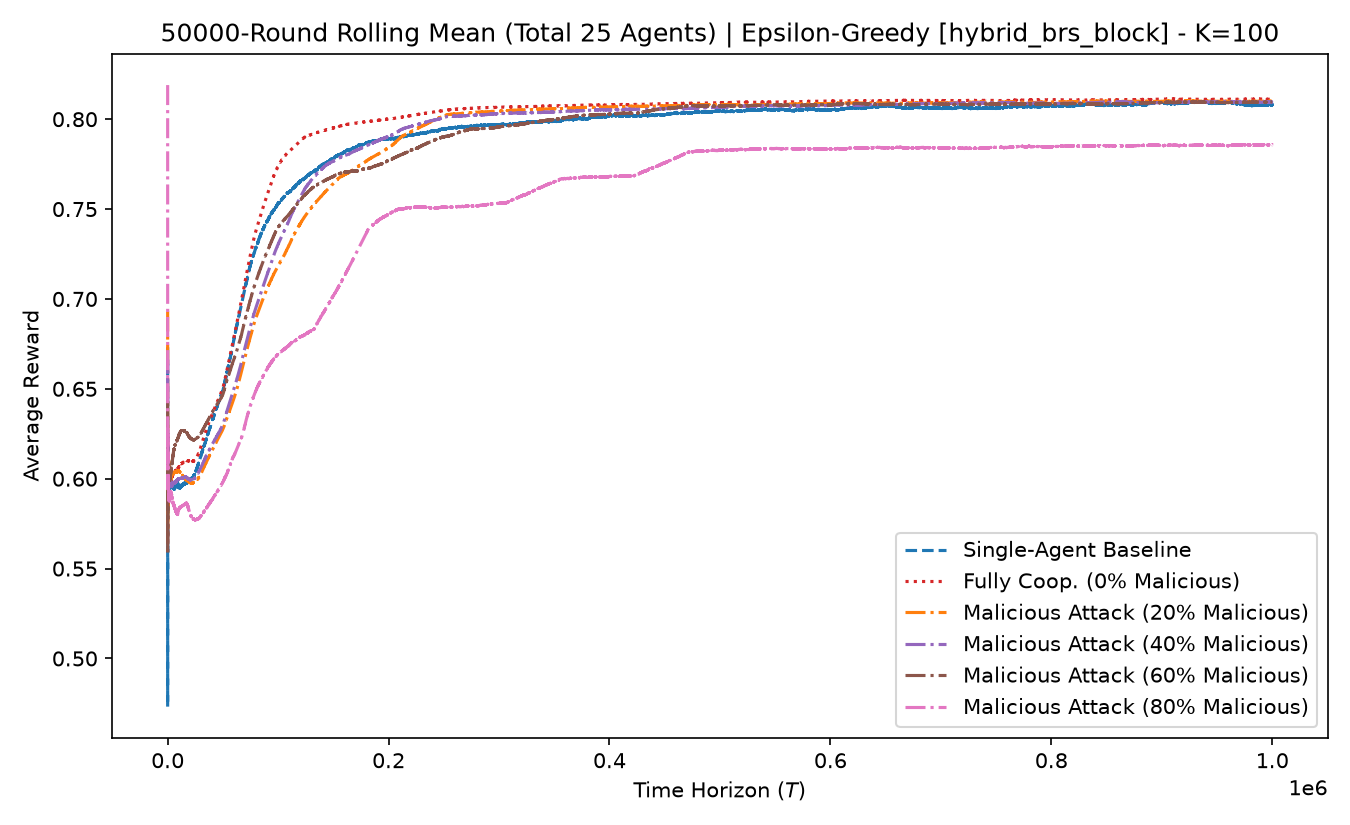 50000-Round Rolling Mean (Total 25 Agents) | Epsilon-Greedy [hybrid_brs_block] - K=100
Average Reward
0.80
0.75
0.70
0.65
0.60
0.55
0.50
Single-Agent Baseline
Fully Coop. (0% Malicious)
Malicious Attack (20% Malicious)
Malicious Attack (40% Malicious)
Malicious Attack (60% Malicious)
Malicious Attack (80% Malicious)
0.0 0.2 0.4 0.6 0.8 1.0
1e6
Time Horizon (T)